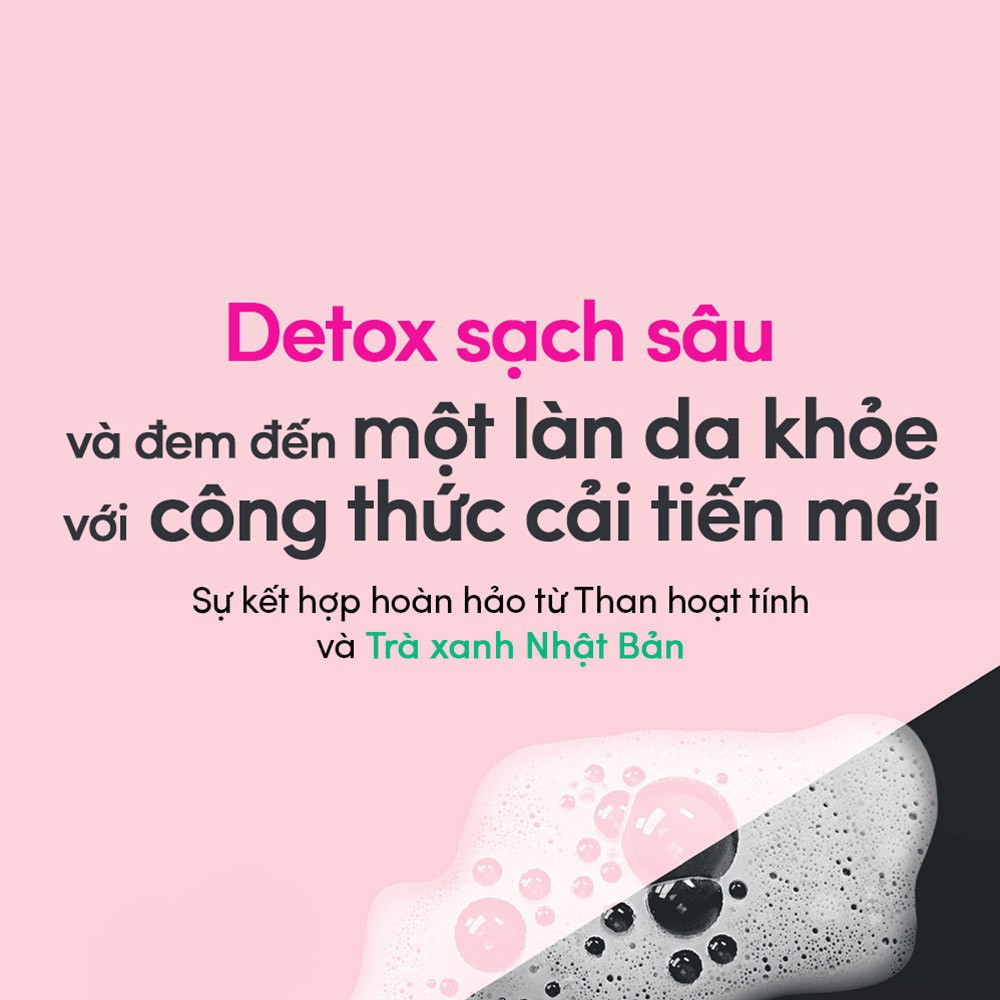 Detox sạch sâu
và đem đến một làn da khỏe
với công thức cải tiến mới
Sự kết hợp hoàn hảo từ Than hoạt tính
và Trà xanh Nhật Bản